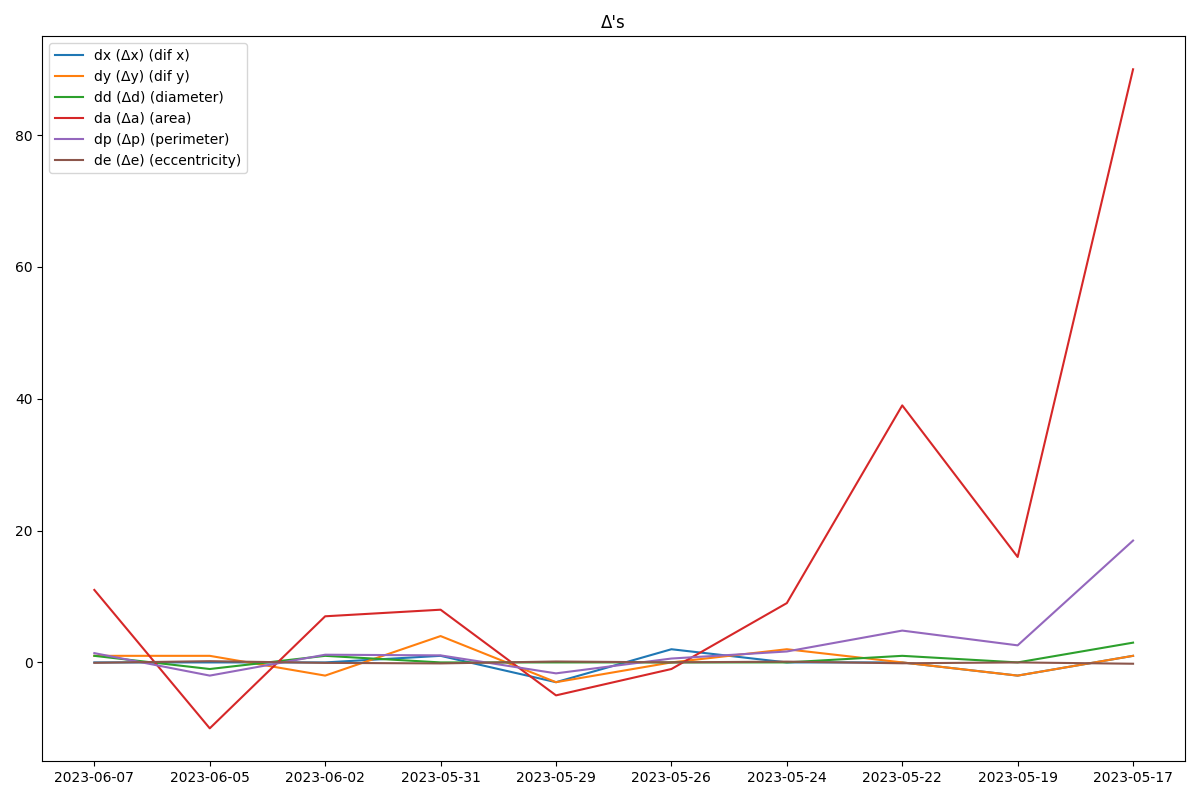 Δ's
dx (Δx) (dif x)
dy (Δy) (dif y)
dd (Δd) (diameter)
da (Δa) (area)
dp (Δp) (perimeter)
de (Δe) (eccentricity)
80
60
40
20
0
2023-06-07 2023-06-05 2023-06-02 2023-05-31 2023-05-29 2023-05-26 2023-05-24 2023-05-22 2023-05-19 2023-05-17